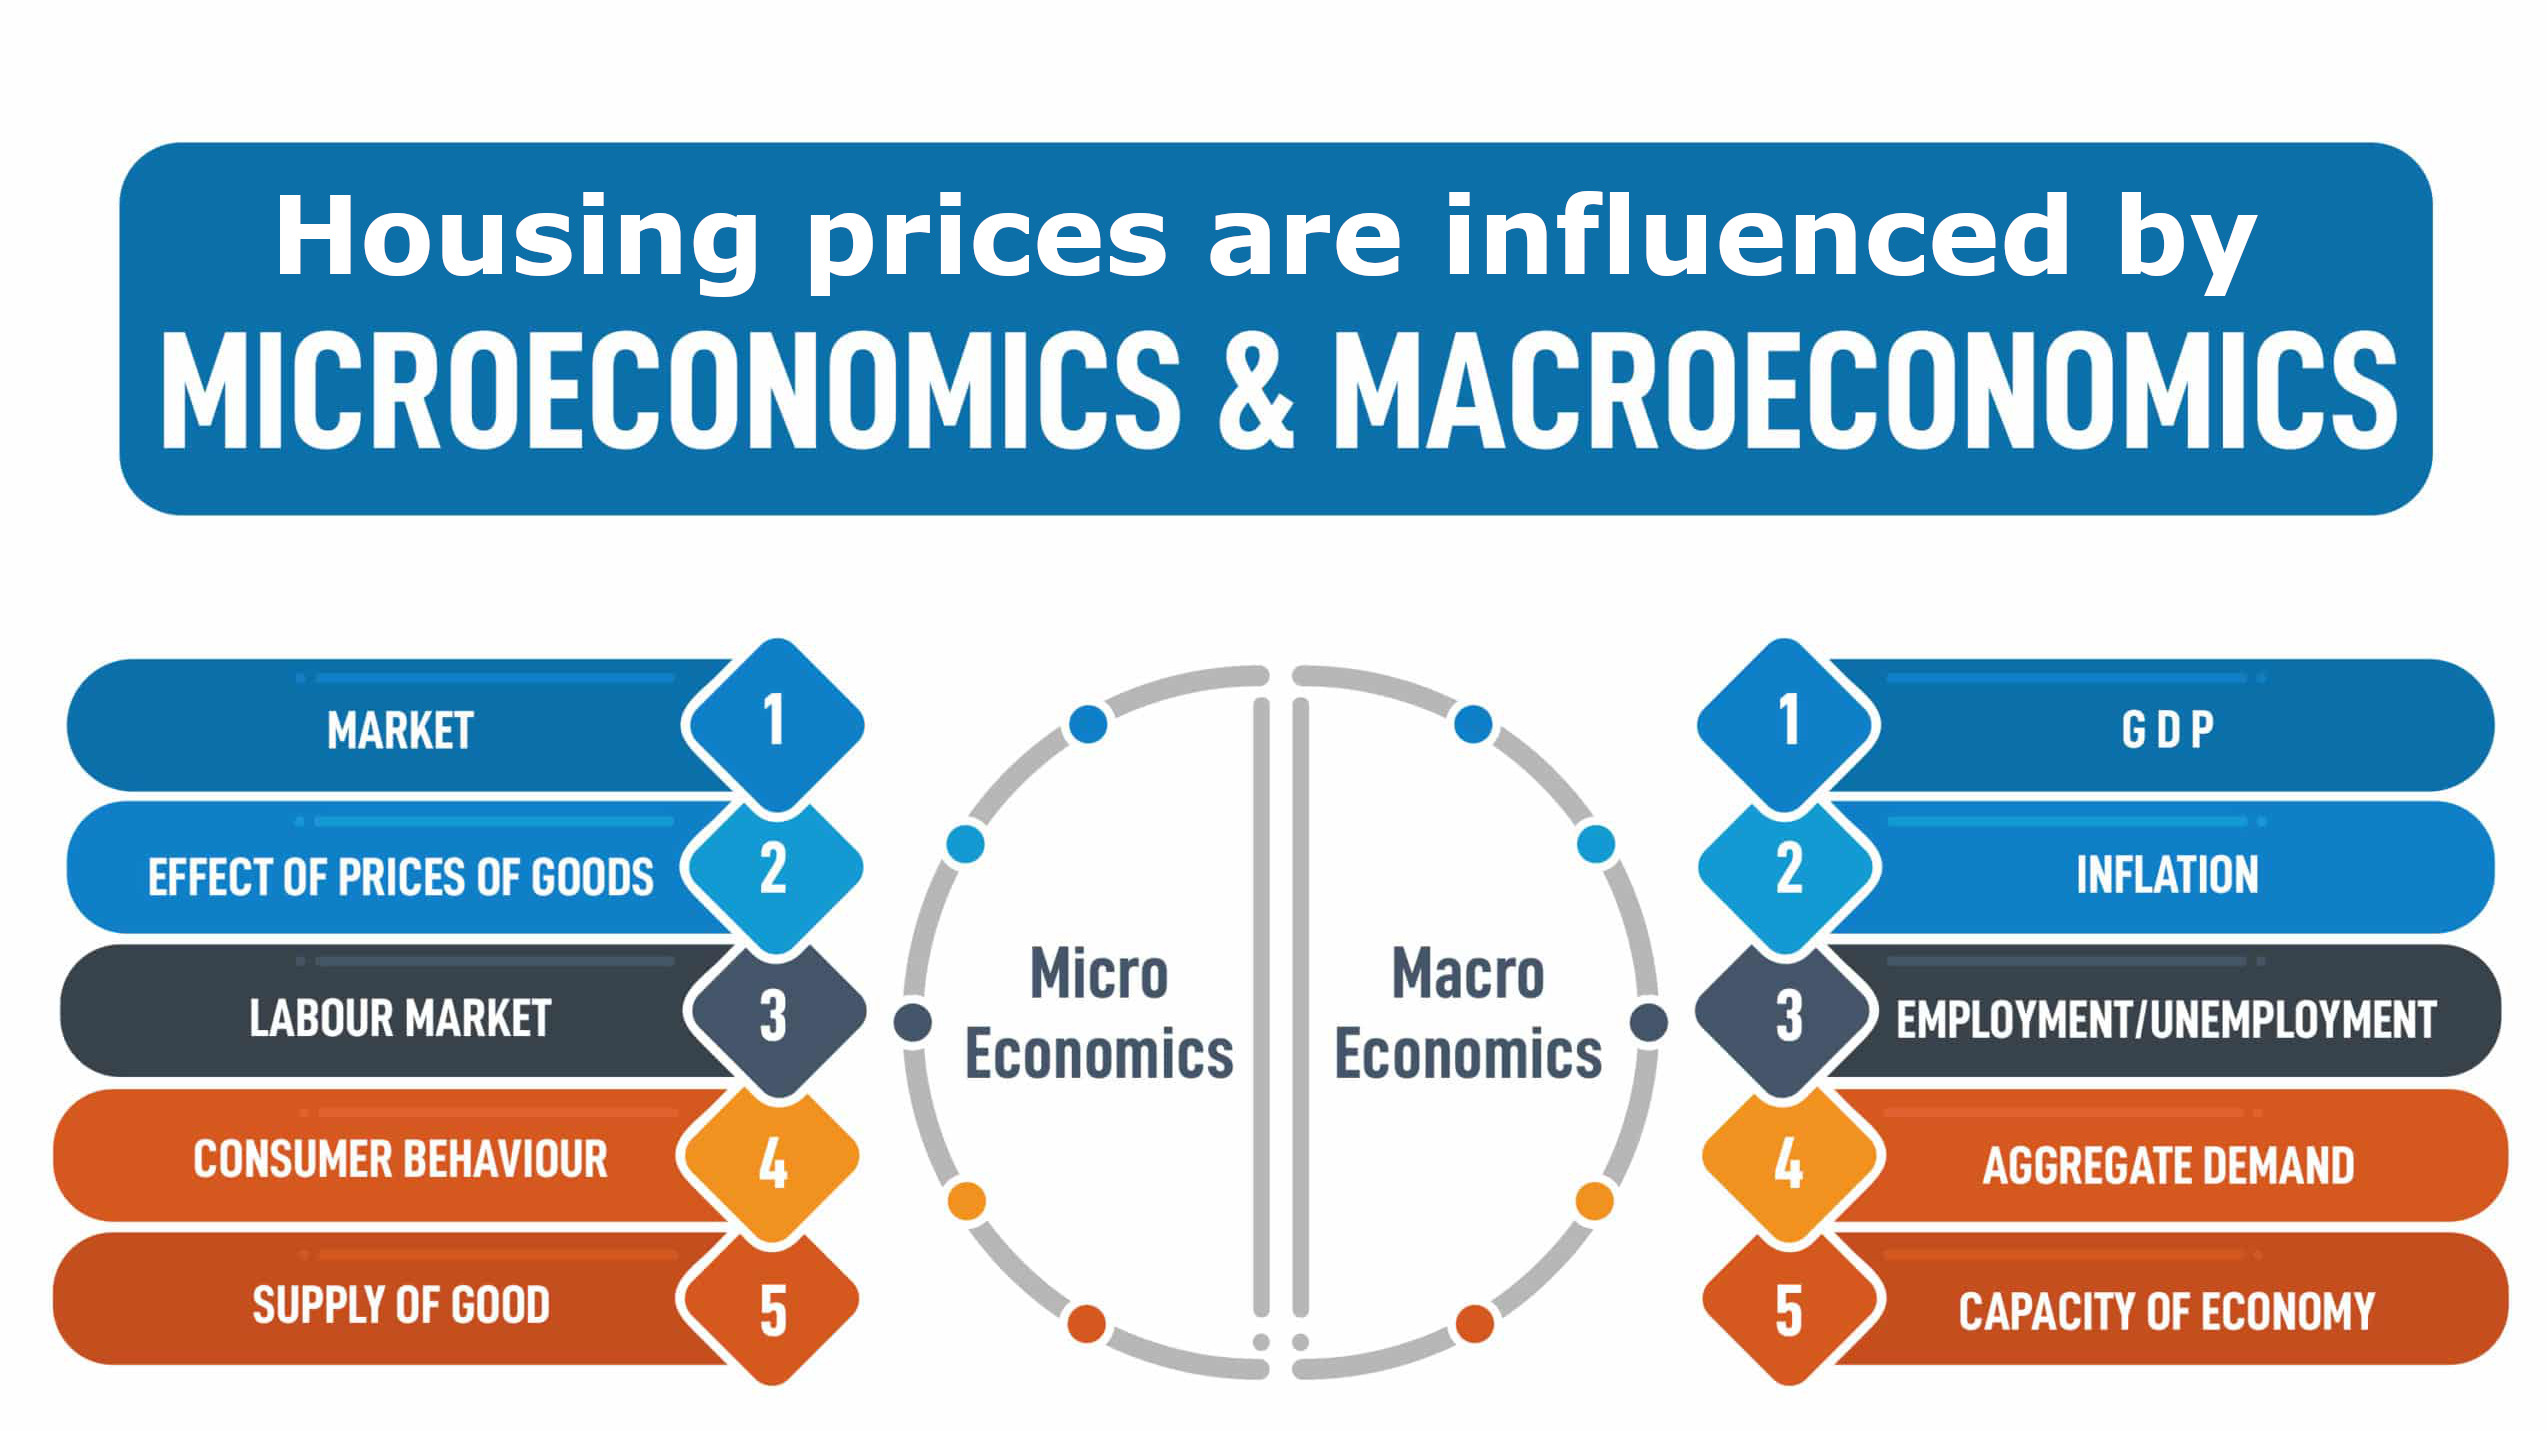 Housing prices are influenced by
MICROECONOMICS & MACROECONOMICS
MARKET 1
EFFECT OF PRICES OF GOODS 2
LABOUR MARKET 3
CONSUMER BEHAVIOUR 4
SUPPLY OF GOOD 5
Micro
Economics
Macro
Economics
1 G D P
2 INFLATION
3 EMPLOYMENT/UNEMPLOYMENT
4 AGGREGATE DEMAND
5 CAPACITY OF ECONOMY